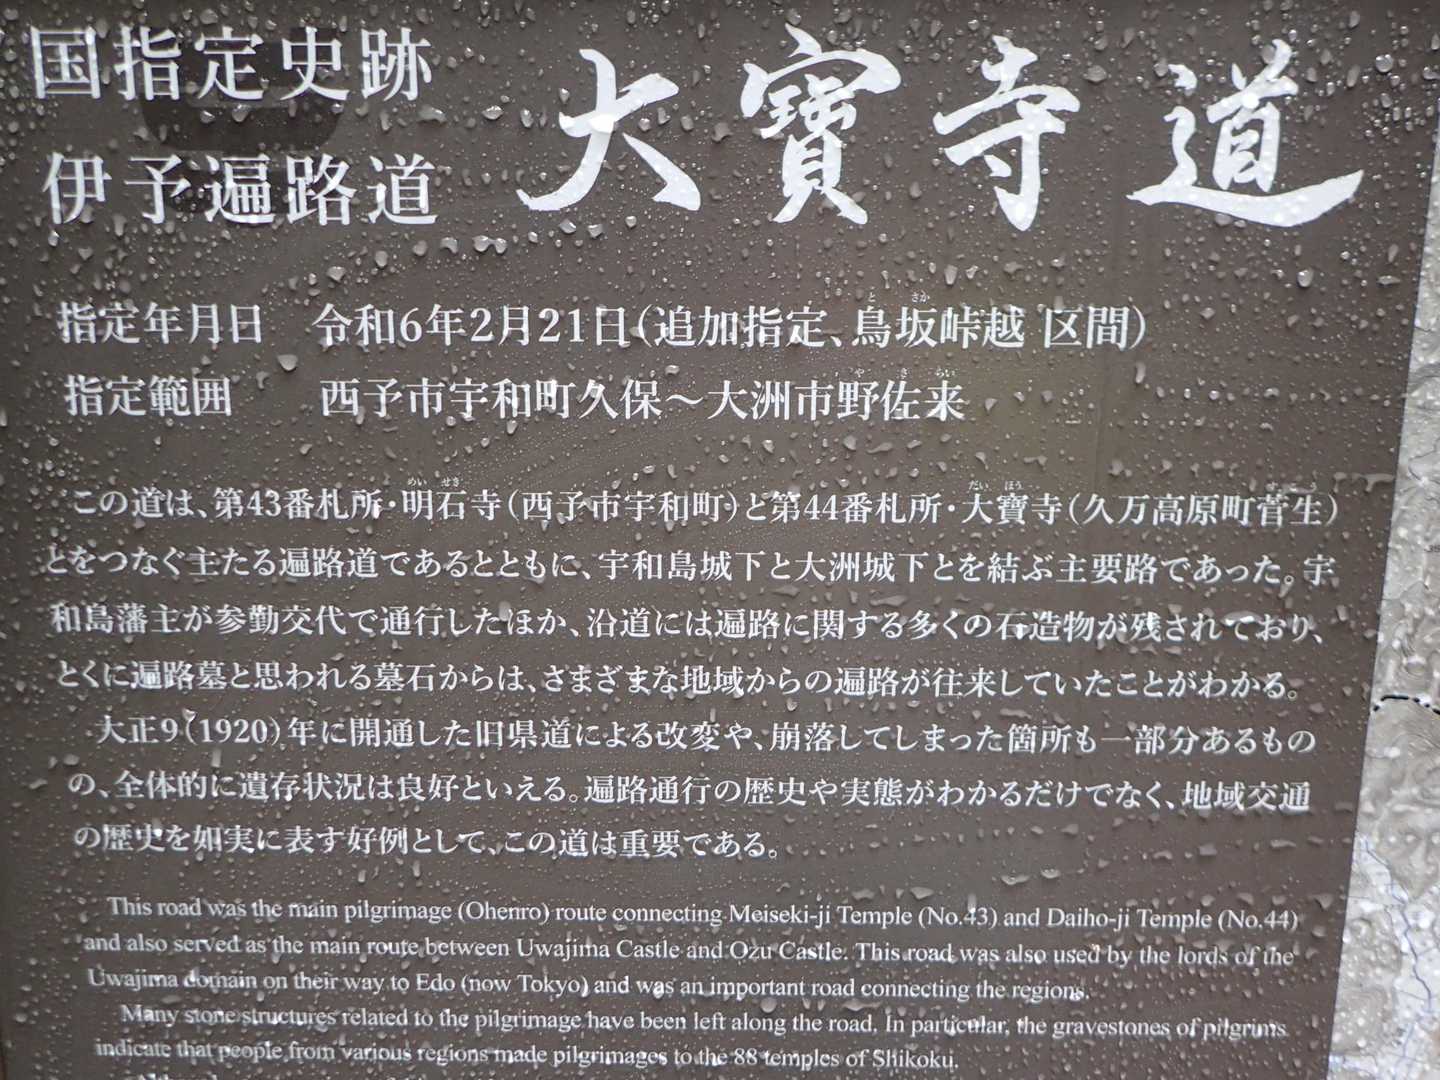 国指定史跡
伊予遍路道
大寶寺道
指定年月日 令和6年2月21日(追加指定、鳥坂峠越 区間)
指定範囲 西予市宇和町久保～大洲市野佐来
この道は、第43番札所・明石寺(西予市宇和町)と第44番札所・大寶寺(久万高原町菅生)
とをつなぐ主たる遍路道であるとともに、宇和島城下と大洲城下とを結ぶ主要路であった。宇
和島藩主が参勤交代で通行したほか、沿道には遍路に関する多くの石造物が残されており、
とくに遍路墓と思われる墓石からは、さまざまな地域からの遍路が往来していたことがわかる。
大正9(1920)年に開通した旧県道による改変や、崩落してしまった箇所も一部分あるもの
の、全体的に遺存状況は良好といえる。遍路通行の歴史や実態がわかるだけでなく、地域交通
の歴史を如実に表す好例として、この道は重要である。
This road was the main pilgrimage (Ohenro) route connecting Meiseki-ji Temple (No.43) and Daiho-ji Temple (No.44)
and also served as the main route between Uwajima Castle and Ozu Castle. This road was also used by the lords of the
Uwajima domain on their way to Edo (now Tokyo) and was an important road connecting the regions.
Many stone structures related to the pilgrimage have been left along the road. In particular, the gravestones of pilgrims
indicate that people from various regions made pilgrimages to the 88 temples of Shikoku.